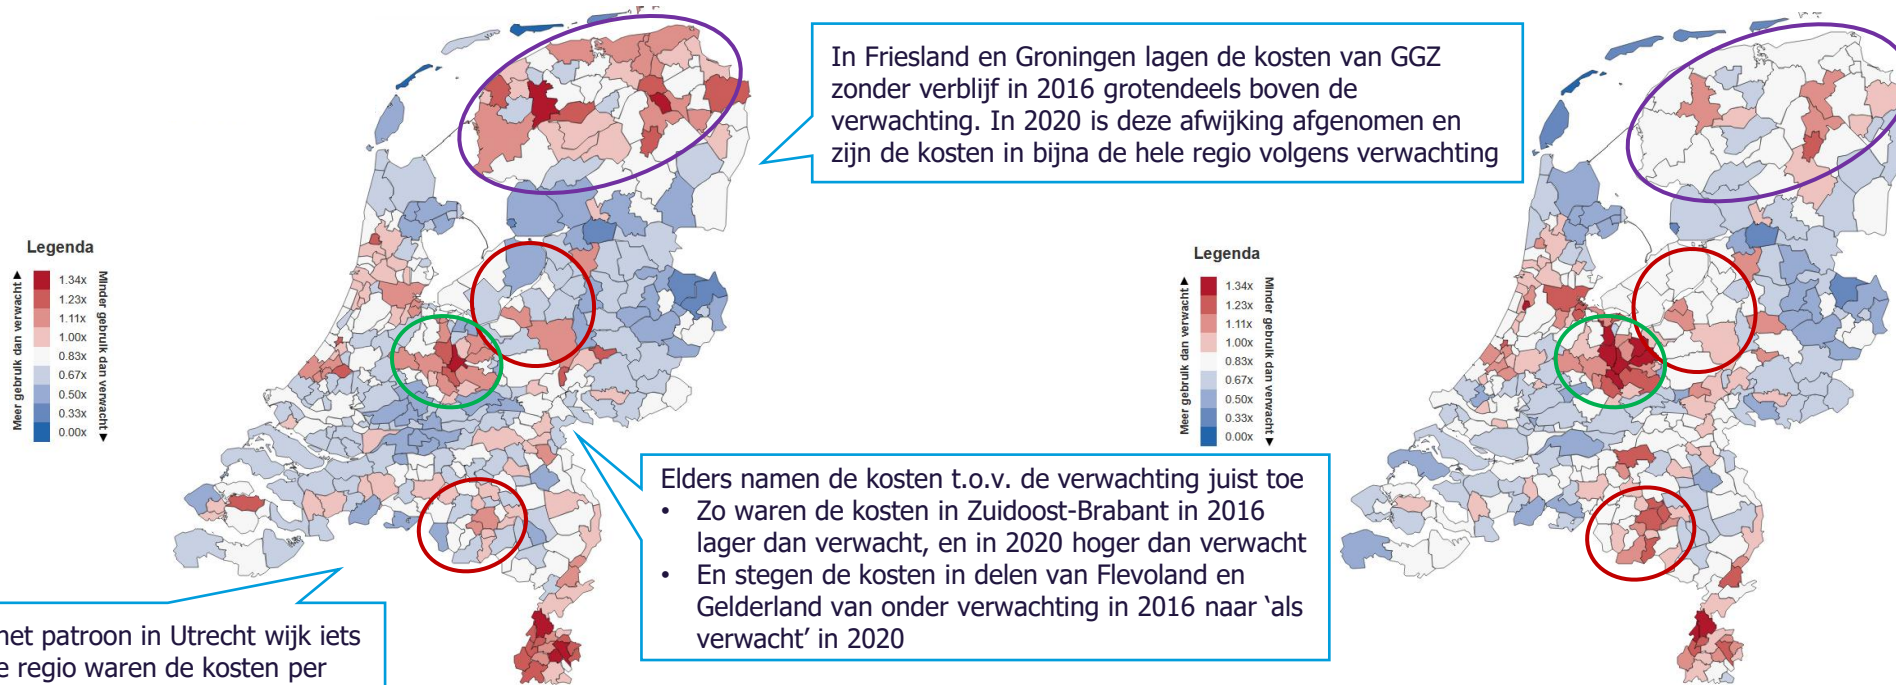 In Friesland en Groningen lagen de kosten van GGZ
zonder verblijf in 2016 grotendeels boven de
verwachting. In 2020 is deze afwijking afgenomen en
zijn de kosten in bijna de hele regio volgens verwachting
Legenda
Meer gebruik dan verwacht ▶
1.34x
1.23x
1.11x
1.00x
0.83x
0.67x
0.50x
0.33x
0.00x
Minder gebruik dan verwacht ▶
Legenda
Meer gebruik dan verwacht ▶
1.34x
1.23x
1.11x
1.00x
0.83x
0.67x
0.50x
0.33x
0.00x
Minder gebruik dan verwacht ▶
Elders namen de kosten t.o.v. de verwachting juist toe
• Zo waren de kosten in Zuidoost-Brabant in 2016
lager dan verwacht, en in 2020 hoger dan verwacht
• En stegen de kosten in delen van Flevoland en
Gelderland van onder verwachting in 2016 naar ‘als
verwacht’ in 2020
het patroon in Utrecht wijk iets
e regio waren de kosten per